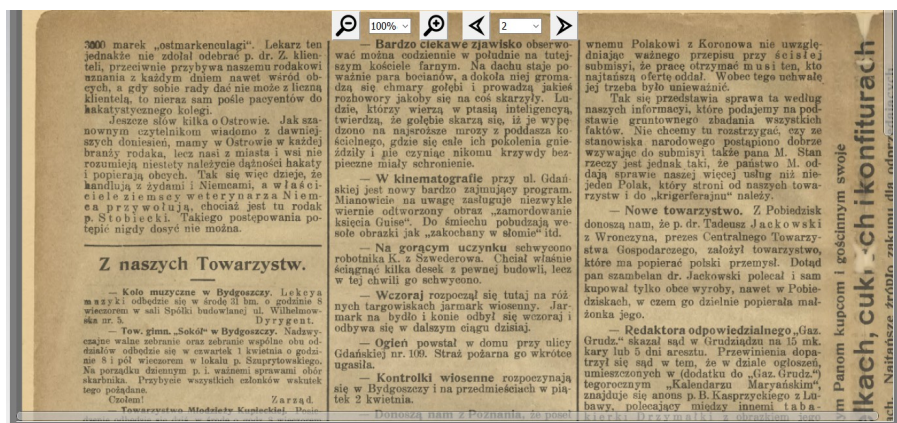 100%
2
3000 marek „ostmarkenculagi“. Lekarz ten
jednakże nie zdołał odebrać p. dr. Z. klien-
teli, przeciwnie przybywa naszemu rodakowi
uznania z każdym dniem nawet wśród ob-
cych, a gdy sobie rady dać nie może z liczną
klientelą, to nieraz sam pośle pacyentów do
hakatystycznego kolegi.
Jeszcze słów kilka o Ostrowie. Jak sza-
nownym czytelnikom wiadomo z dawniej-
szych doniesień, mamy w Ostrowie w każdej
branży rodaka, lecz nasi z miasta i wsi nie
rozumieją niestety należycie dążności hakaty
i popierają obcych. Tak się więc dzieje, że
handlują z żydami i Niemcami, a właści-
ciele ziemscy weterynarza Niem-
ca przywołują, chociaż jest tu rodak
p. Stobiecki. Takiego postępowania po-
tępić nigdy dosyć nie można.
Z naszych Towarzystw.
— Koło muzyczne w Bydgoszczy. Lekcya
muzyki odbędzie się w środę 31 bm. o godzinie 8
wieczorem w sali Spółki budowlanej ul. Wilhelmow-
ska nr. 5. Dyrygent.
— Tow. gimn. „Sokół“ w Bydgoszczy. Nadzwy-
czajne walne zebranie oraz zebranie wspólne obu od-
działów odbędzie się w czwartek 1 kwietnia o godzi-
nie 8 i pół wieczorem w lokalu p. Szuprytowskiego.
Na porządku dziennym p. i. ważnemi sprawami obór
skarbnika. Przybycie wszystkich członków wskutek
tego pożądane.
Czołem! Zarząd.
— Towarzystwo Młodzieży Kupieckiej.
— Bardzo ciekawe zjawisko obserwo-
wać można codziennie w południe na tutej-
szym kościele farnym. Na dachu staje po-
ważnie para bocianów, a dokoła niej groma-
dzą się chmary gołębi i prowadzą jakieś
rozhowory jakoby się na coś skarżyły. Lu-
dzie, którzy wierzą w ptasią inteligencyą,
twierdzą, że gołębie skarżą się, iż je wypę-
dzono na najsroższe mrozy z poddasza ko-
ścielnego, gdzie się całe ich pokolenia gnie-
ździły i nie czyniąc nikomu krzywdy bez-
pieczne miały schronienie.
— W kinematografie przy ul. Gdań-
skiej jest nowy bardzo zajmujący program.
Mianowicie na uwagę zasługuje niezwykle
wiernie odtworzony obraz „zamordowanie
księcia Guise“. Do śmiechu pobudzają we-
sołe obrazki jak „zakochany w słomie“ itd.
— Na gorącym uczynku schwycono
robotnika K. z Szwederowa. Chciał właśnie
ściągnąć kilka desek z pewnej budowli, lecz
w tej chwili go schwycono.
— Wczoraj rozpoczął się tutaj na róż-
nych targowiskach jarmark wiosenny. Jar-
mark na bydło i konie odbył się wczoraj i
odbywa się w dalszym ciągu dzisiaj.
— Ogień powstał w domu przy ulicy
Gdańskiej nr. 109. Straż pożarna go wkrótce
ugasiła.
— Kontrolki wiosenne rozpoczynają
się w Bydgoszczy i na przedmieściach w pią-
tek 2 kwietnia.
— Donoszą nam z Poznania, że poseł
wnemu Polakowi z Koronowa nie uwzglę-
dniając ważnego przepisu przy ścisłej
submisyi, że pracę otrzymać musi ten, kto
najtańszą ofertę oddał. Wobec tego uchwałę
jej trzeba było unieważnić.
Tak się przedstawia sprawa ta według
naszych informacyi, które podajemy na pod-
stawie gruntownego zbadania wszystkich
faktów. Nie chcemy tu rozstrzygać, czy ze
stanowiska narodowego postąpiono dobrze
wzywając do submisyi także pana M. Stan
rzeczy jest jednak taki, że państwo M. od-
dają sprawie naszej więcej usług niż nie-
jeden Polak, który stroni od naszych towa-
rzystw i do „krigerferajnu“ należy.
— Nowe towarzystwo. Z Pobiedzisk
donoszą nam, że p. dr. Tadeusz Jackowski
z Wronczyna, prezes Centralnego Towarzy-
stwa Gospodarczego, założył towarzystwo,
które ma popierać polski przemysł. Dotąd
pan szambelan dr. Jackowski polecał i sam
kupował tylko obce wyroby, nawet w Pobie-
dziskach, w czem go dzielnie popierała mał-
żonka jego.
— Redaktora odpowiedzialnego „Gaz.
Grudz.“ skazał sąd w Grudziądzu na 15 mk.
kary lub 5 dni aresztu. Przewinienia dopa-
trzył się sąd w tem, że w dziale ogłoszeń,
umieszczonych w (dodatku do „Gaz. Grudz.“)
tegorocznym „Kalendarzu Maryańskim“,
znajduje się anons p. B. Kasprzyckiego z Lu-
bawy, polecający między innemi taba-
kierki Drzymałki z obrazkiem jego
m Panom kupcom i gościnnym swoje
lkach, cukrach i konfiturach